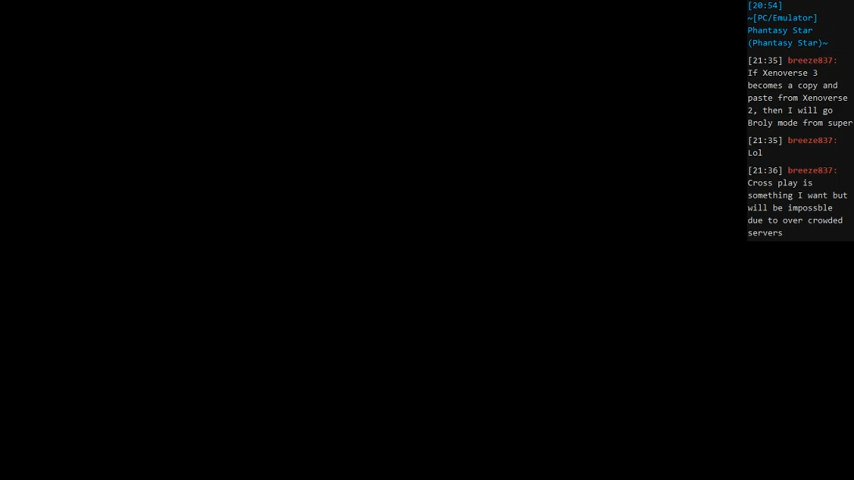 [20:54]
~[PC/Emulator]
Phantasy Star
(Phantasy Star)~
[21:35] breeze837:
If Xenoverse 3
becomes a copy and
paste from Xenoverse
2, then I will go
Broly mode from super
[21:35] breeze837:
Lol
[21:36] breeze837:
Cross play is
something I want but
will be impossble
due to over crowded
servers